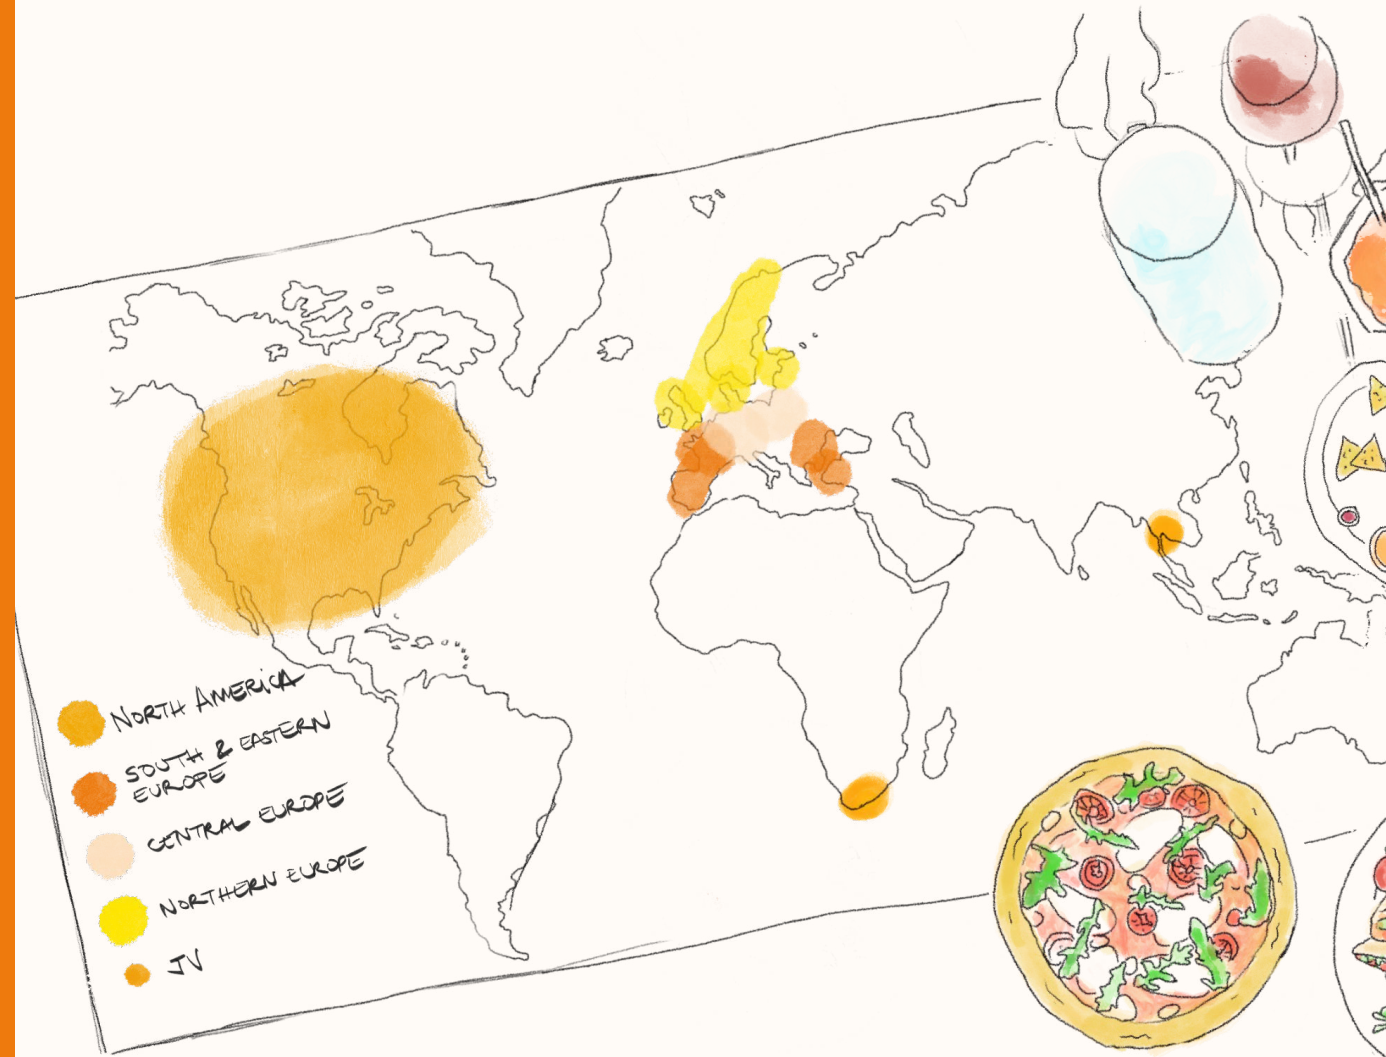 NORTH AMERICA
SOUTH & EASTERN
EUROPE
CENTRAL EUROPE
NORTHERN EUROPE
JV